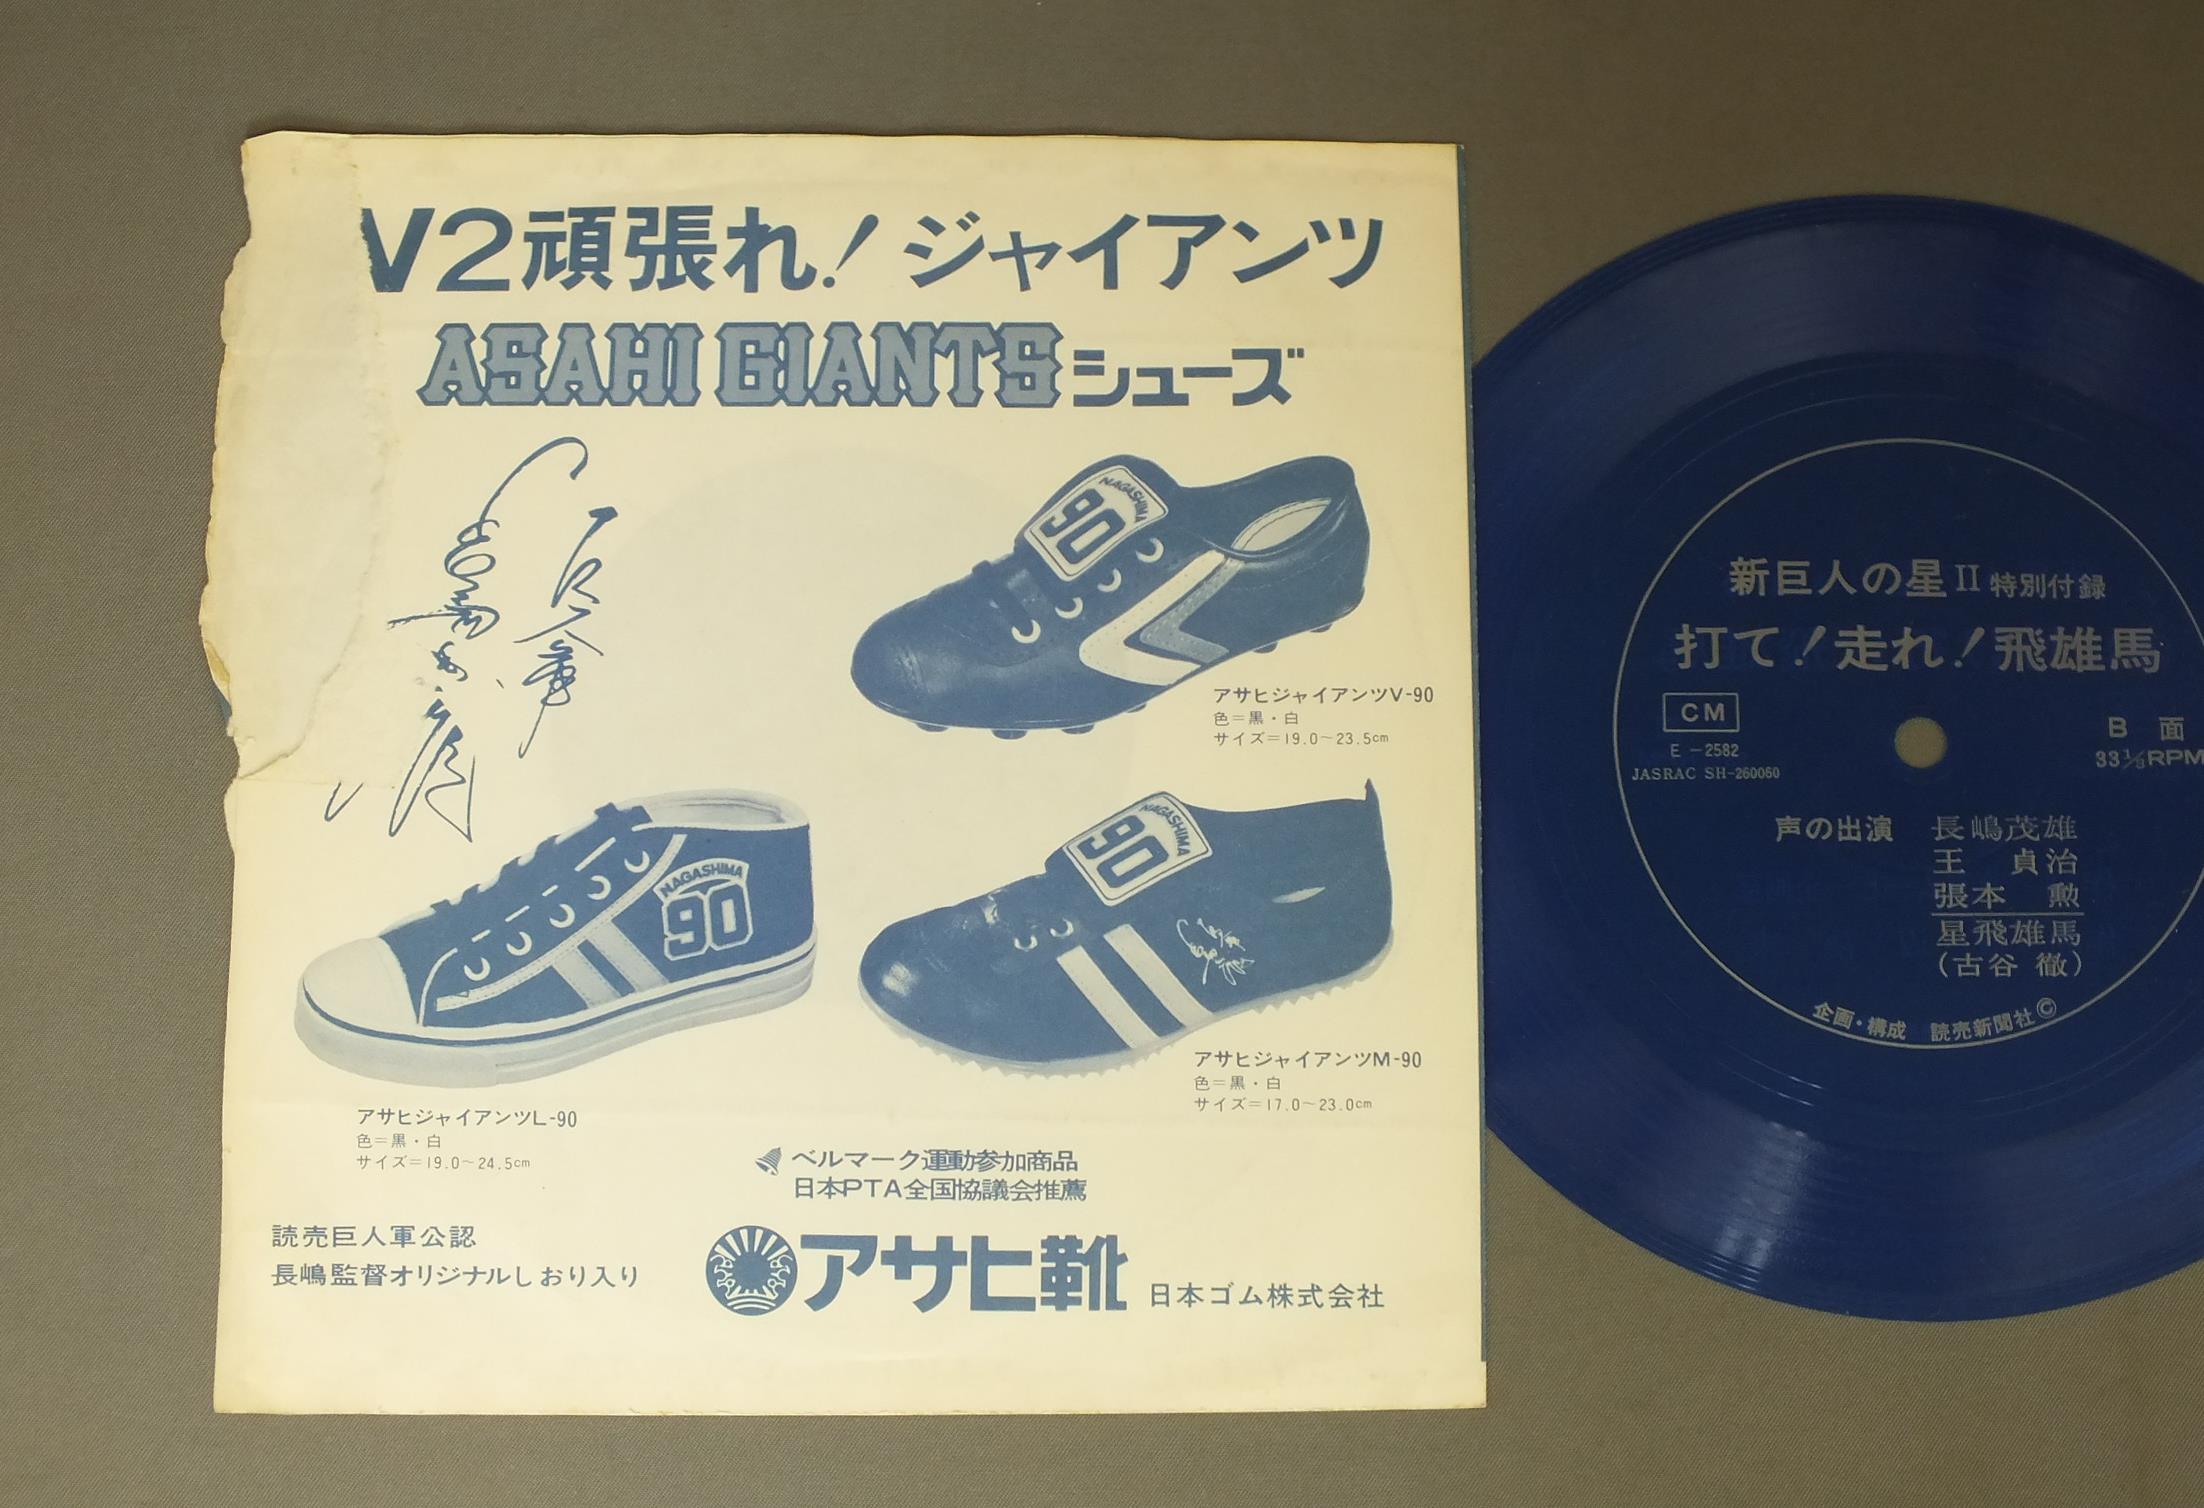 V2頑張れ!ジャイアンツ
ASAHI GIANTSシューズ
NAGASHIMA
90
アサヒジャイアンツV-90
色=黒・白
サイズ=19.0~23.5cm
NAGASHIMA
90
アサヒジャイアンツL-90
色=黒・白
サイズ=19.0~24.5cm
NAGASHIMA
90
アサヒジャイアンツM-90
色=黒・白
サイズ=17.0~23.0cm
ベルマーク運動参加商品
日本PTA全国協議会推薦
読売巨人軍公認
長嶋監督オリジナルしおり入り
アサヒ靴 日本ゴム株式会社
新巨人の星II 特別付録
打て!走れ!飛雄馬
CM
E-2582
JASRAC SH-260060
B 面
33 1/3 RPM
声の出演 長嶋茂雄
王 貞治
張本 勲
星飛雄馬
(古谷 徹)
企画・構成 読売新聞社©